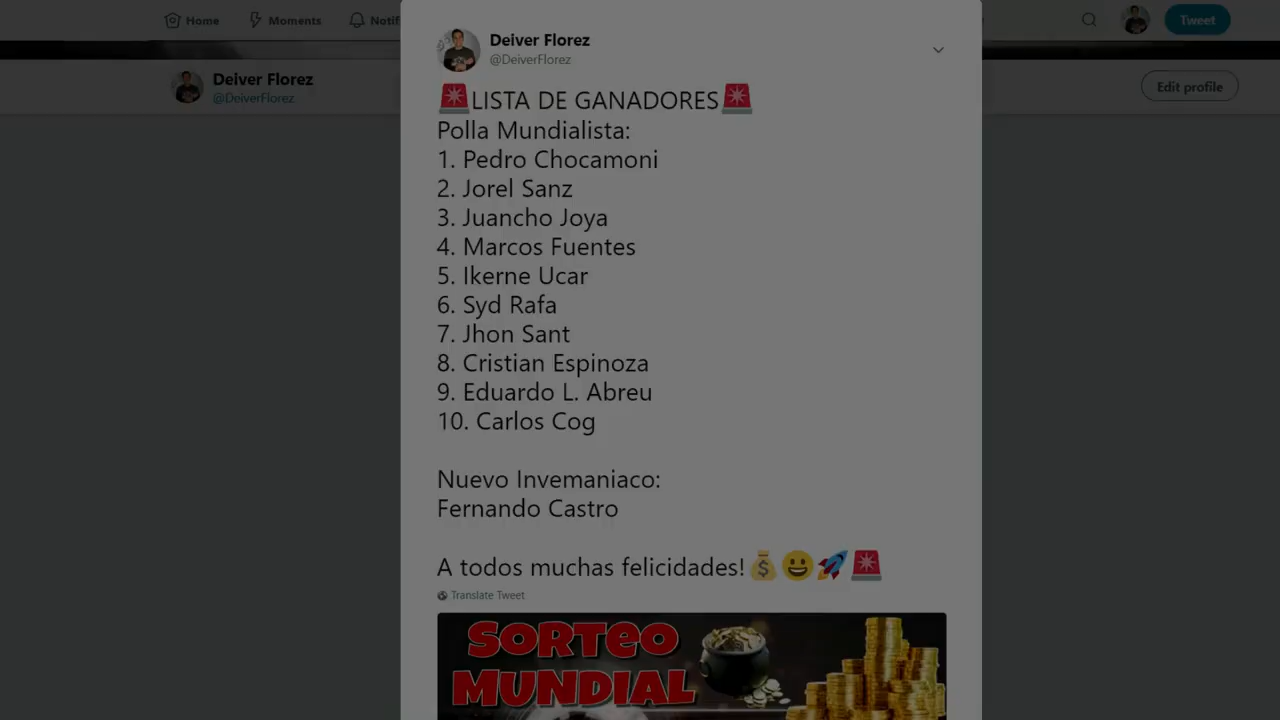 Home
Moments
Notif
Tweet
Deiver Florez
@DeiverFlorez
Edit profile
Deiver Florez
@DeiverFlorez
🚨LISTA DE GANADORES🚨
Polla Mundialista:
1. Pedro Chocamoni
2. Jorel Sanz
3. Juancho Joya
4. Marcos Fuentes
5. Ikerne Ucar
6. Syd Rafa
7. Jhon Sant
8. Cristian Espinoza
9. Eduardo L. Abreu
10. Carlos Cog
Nuevo Invemaniaco:
Fernando Castro
A todos muchas felicidades!💰😀🚀🚨
Translate Tweet
SORTEO
MUNDIAL